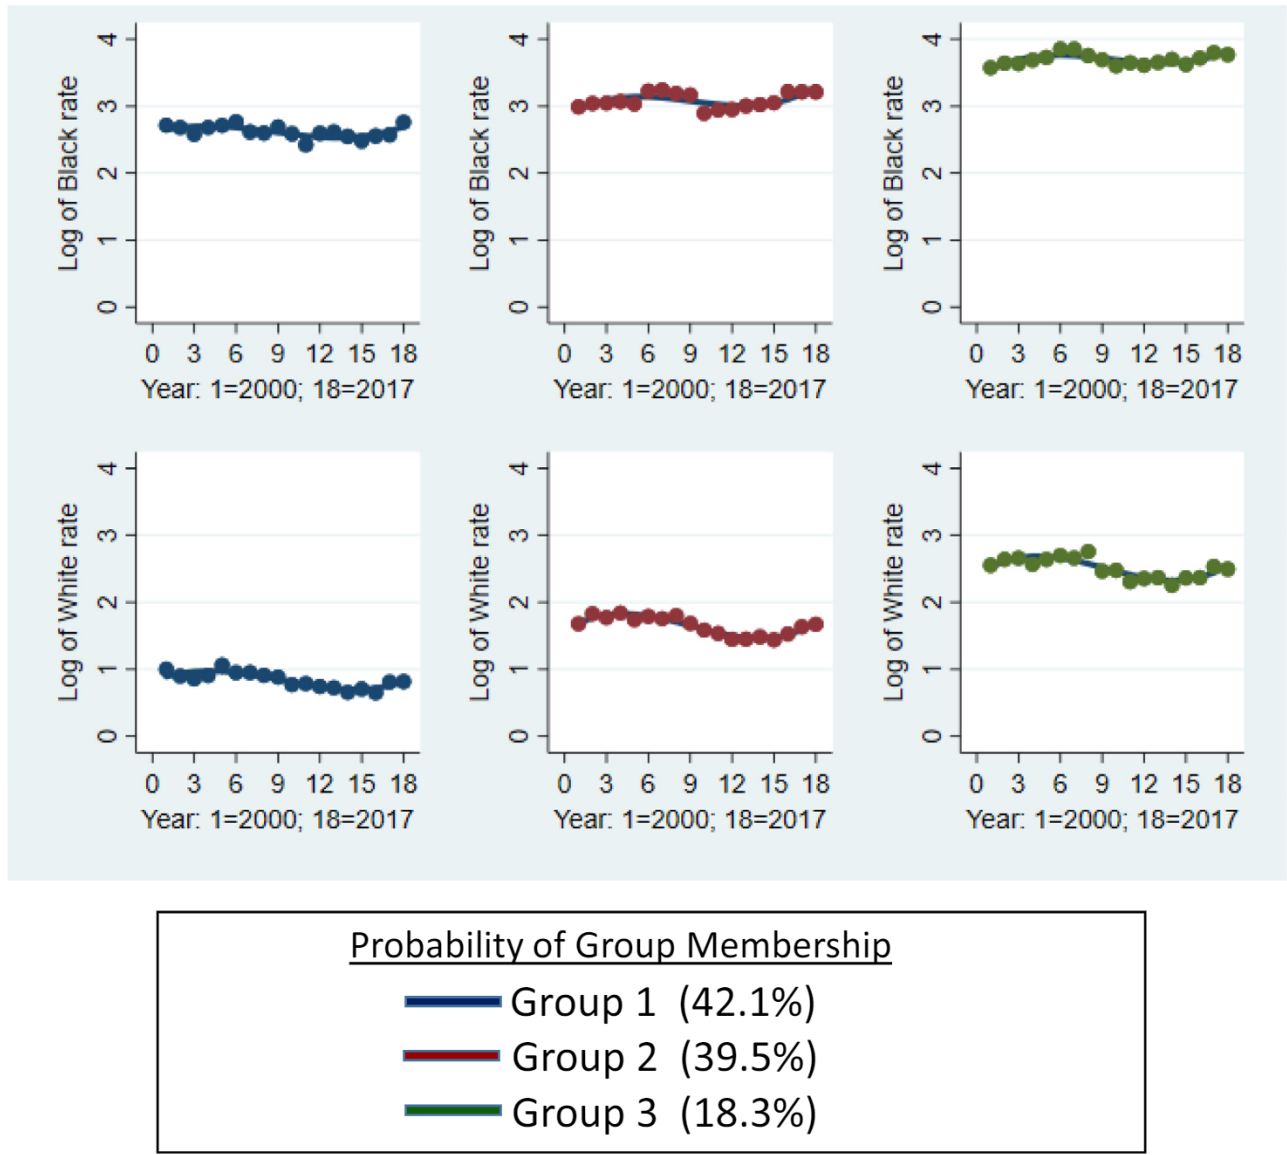 Log of Black rate
4
3
2
1
0
0 3 6 9 12 15 18
Year: 1=2000; 18=2017
Log of Black rate
4
3
2
1
0
0 3 6 9 12 15 18
Year: 1=2000; 18=2017
Log of Black rate
4
3
2
1
0
0 3 6 9 12 15 18
Year: 1=2000; 18=2017
Log of White rate
4
3
2
1
0
0 3 6 9 12 15 18
Year: 1=2000; 18=2017
Log of White rate
4
3
2
1
0
0 3 6 9 12 15 18
Year: 1=2000; 18=2017
Log of White rate
4
3
2
1
0
0 3 6 9 12 15 18
Year: 1=2000; 18=2017
Probability of Group Membership
Group 1 (42.1%)
Group 2 (39.5%)
Group 3 (18.3%)